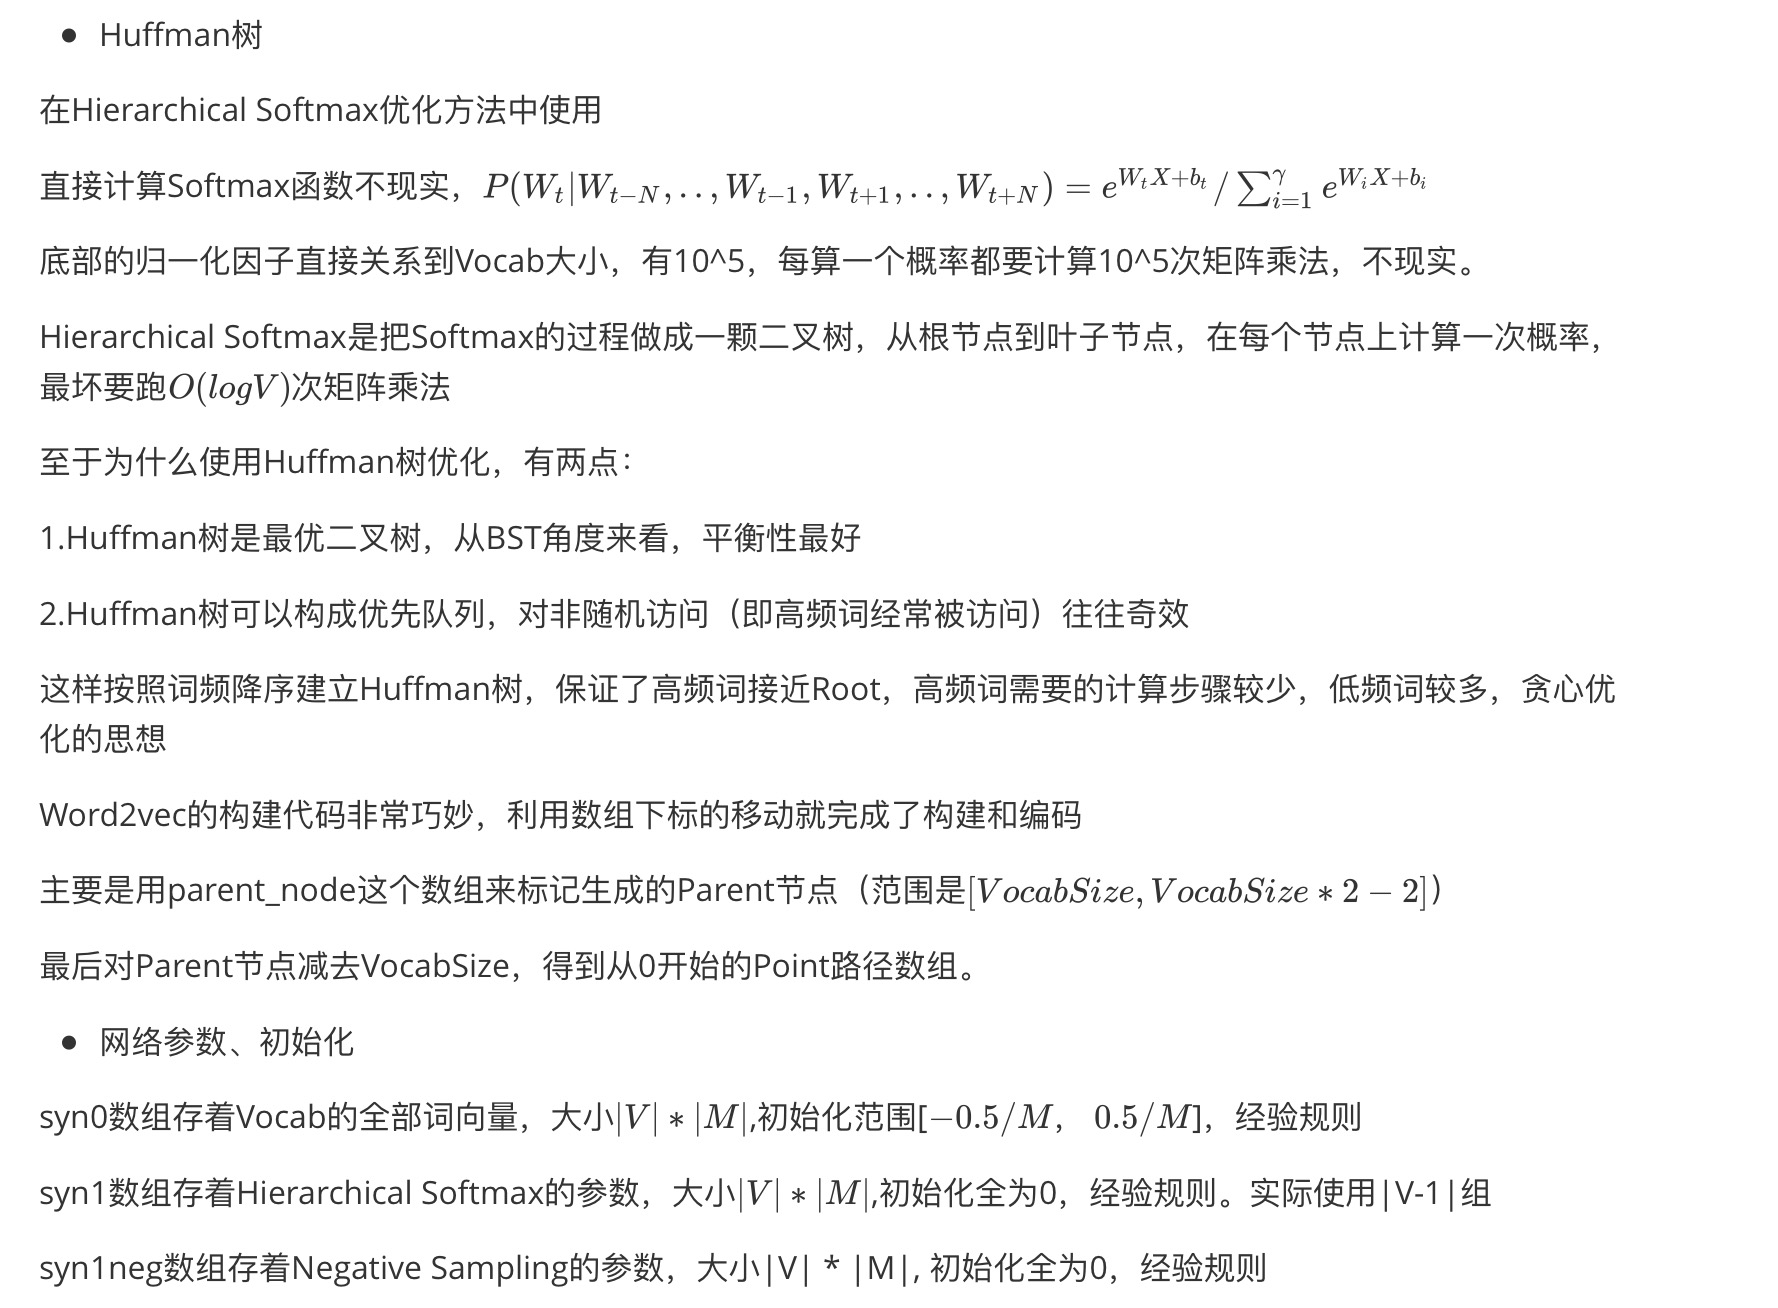 • Huffman树
在Hierarchical Softmax优化方法中使用
直接计算Softmax函数不现实，$P(W_t|W_{t-N},..,W_{t-1},W_{t+1},..,W_{t+N})=e^{W_tX+b_t}/\sum_{i=1}^{\gamma}e^{W_iX+b_i}$
底部的归一化因子直接关系到Vocab大小，有10^5，每算一个概率都要计算10^5次矩阵乘法，不现实。
Hierarchical Softmax是把Softmax的过程做成一颗二叉树，从根节点到叶子节点，在每个节点上计算一次概率，
最坏要跑$O(logV)$次矩阵乘法
至于为什么使用Huffman树优化，有两点：
1.Huffman树是最优二叉树，从BST角度来看，平衡性最好
2.Huffman树可以构成优先队列，对非随机访问（即高频词经常被访问）往往奇效
这样按照词频降序建立Huffman树，保证了高频词接近Root，高频词需要的计算步骤较少，低频词较多，贪心优
化的思想
Word2vec的构建代码非常巧妙，利用数组下标的移动就完成了构建和编码
主要是用parent_node这个数组来标记生成的Parent节点（范围是$[VocabSize,VocabSize*2-2]$）
最后对Parent节点减去VocabSize，得到从0开始的Point路径数组。
• 网络参数、初始化
syn0数组存着Vocab的全部词向量，大小$|V|*|M|$,初始化范围[$-0.5/M$， $0.5/M$]，经验规则
syn1数组存着Hierarchical Softmax的参数，大小$|V|*|M|$,初始化全为0，经验规则。实际使用|V-1|组
syn1neg数组存着Negative Sampling的参数，大小|V| * |M|, 初始化全为0，经验规则